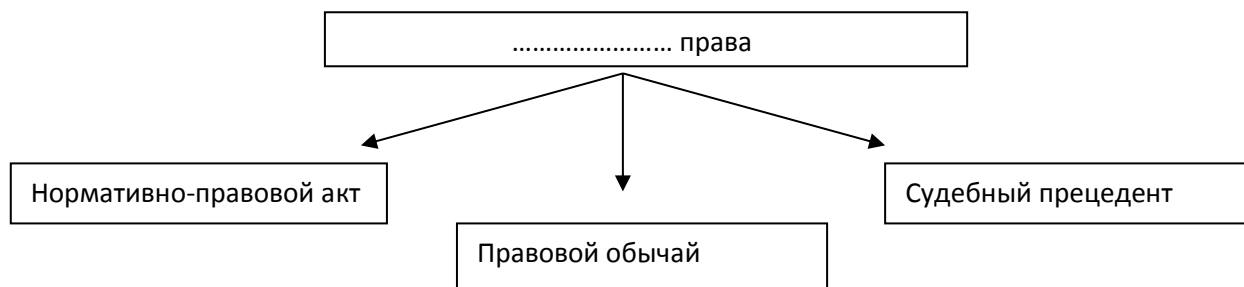 ........................ права
Нормативно-правовой акт
Судебный прецедент
Правовой обычай